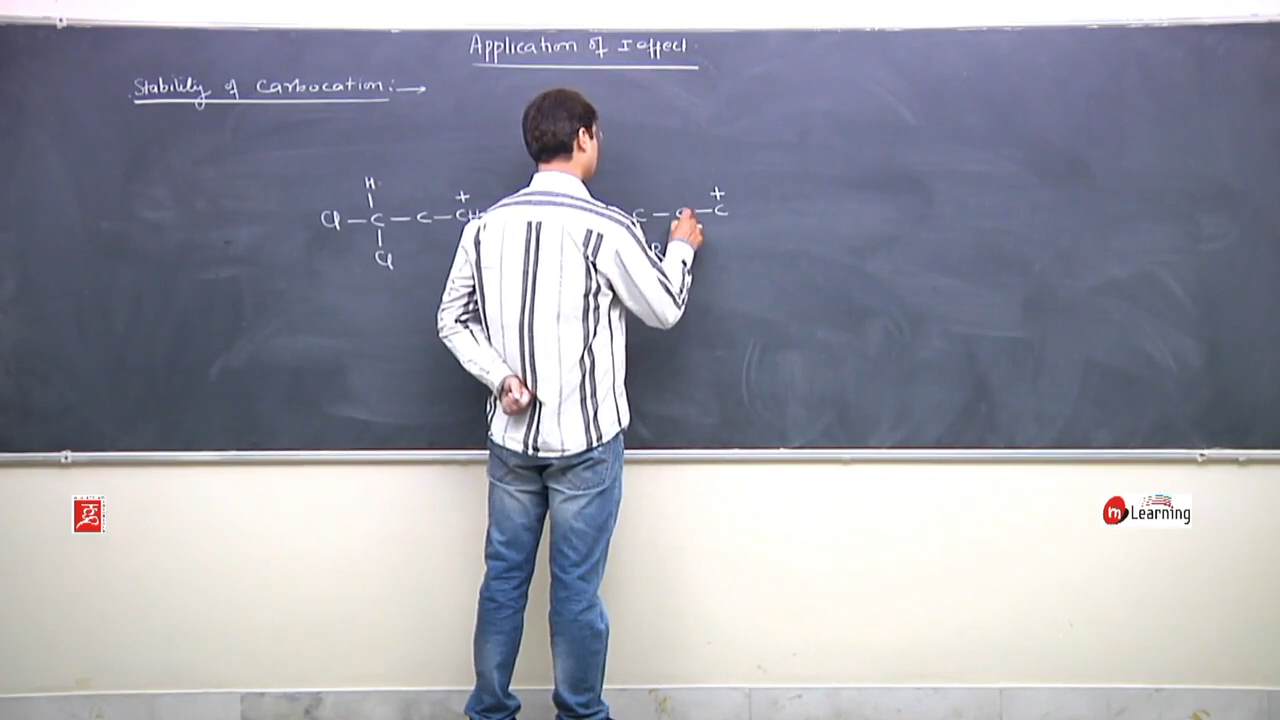 Application of I effect.
Stability of Carbocation:→
H
+
+
Cl — C — C — CH
C — C — C
Cl
m Learning